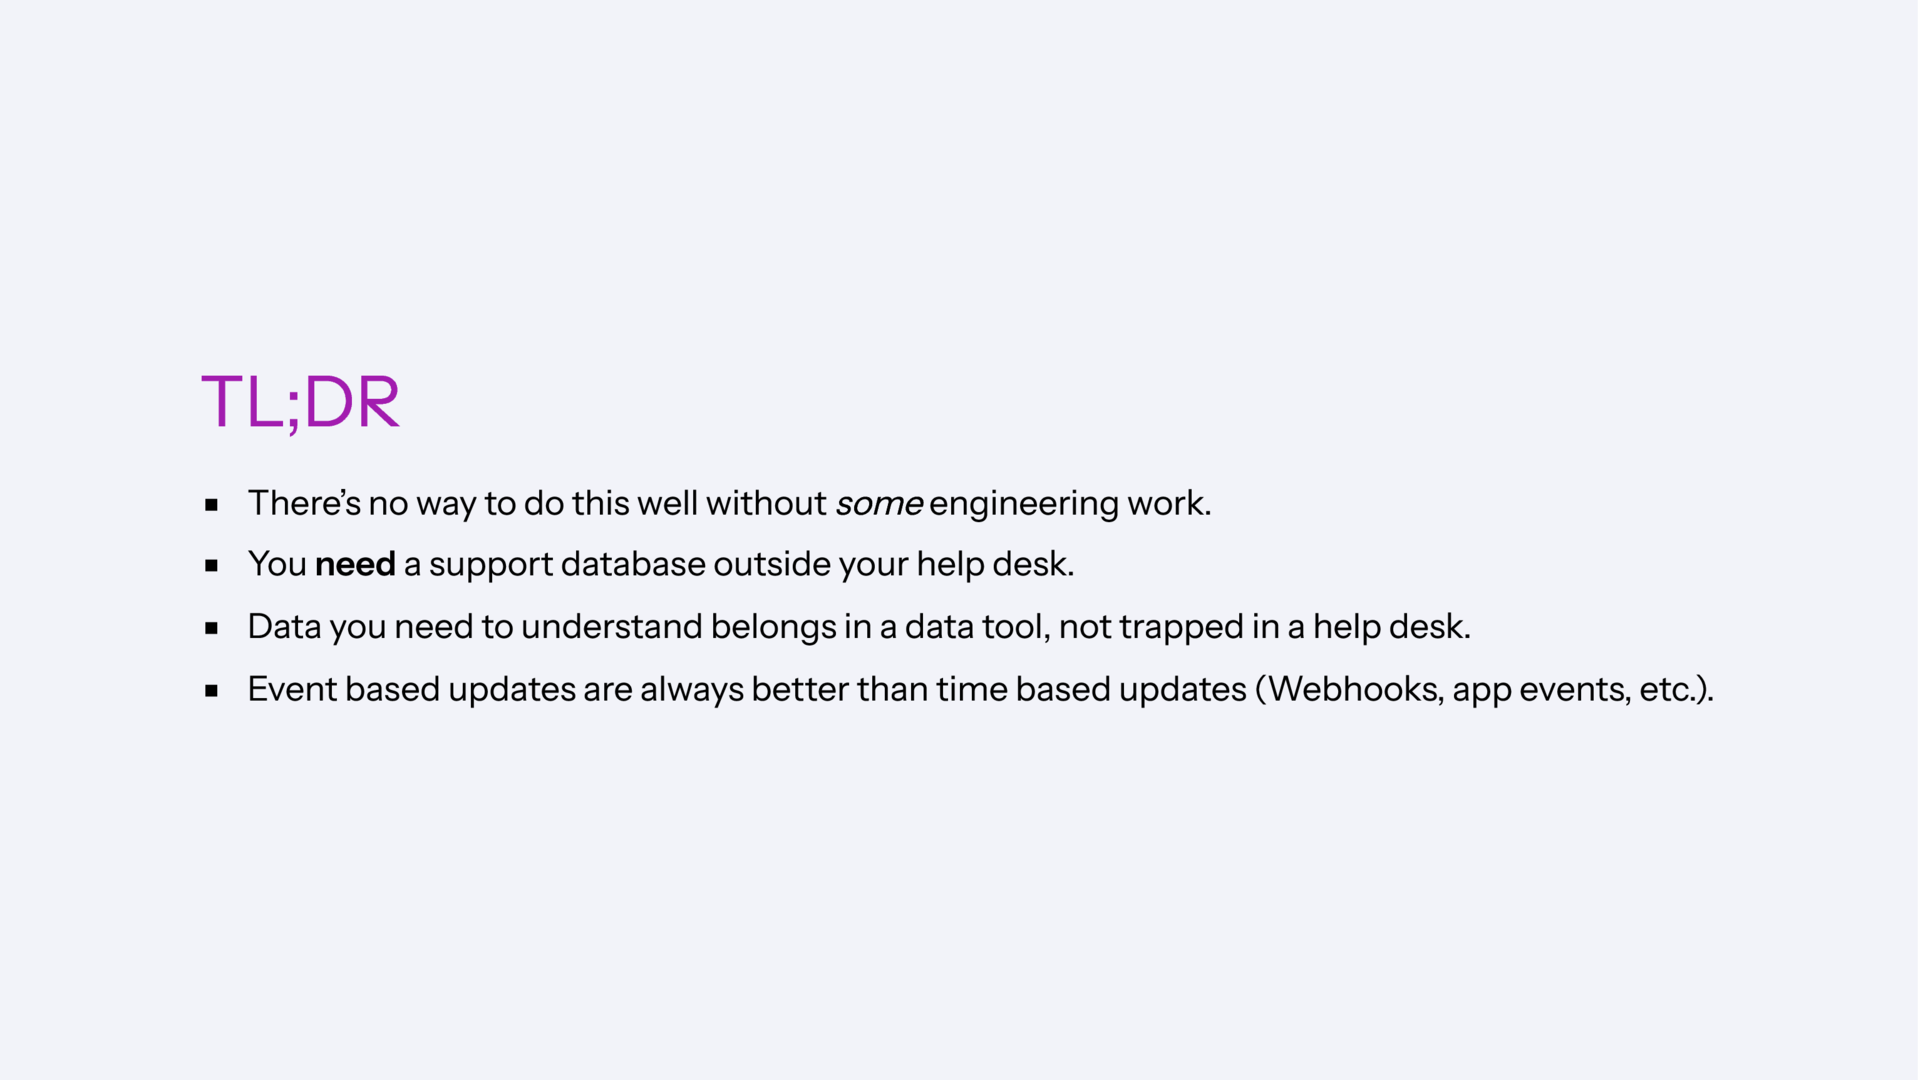 TL;DR
▪ There’s no way to do this well without some engineering work.
▪ You need a support database outside your help desk.
▪ Data you need to understand belongs in a data tool, not trapped in a help desk.
▪ Event based updates are always better than time based updates (Webhooks, app events, etc.).